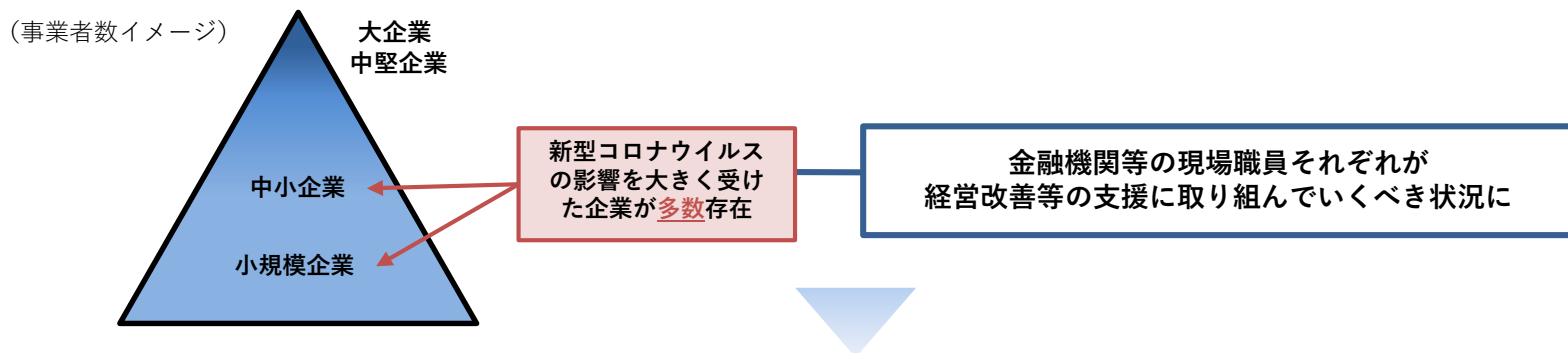 （事業者数イメージ）
大企業
中堅企業
中小企業
小規模企業
新型コロナウイルス
の影響を大きく受け
た企業が多数存在
金融機関等の現場職員それぞれが
経営改善等の支援に取り組んでいくべき状況に